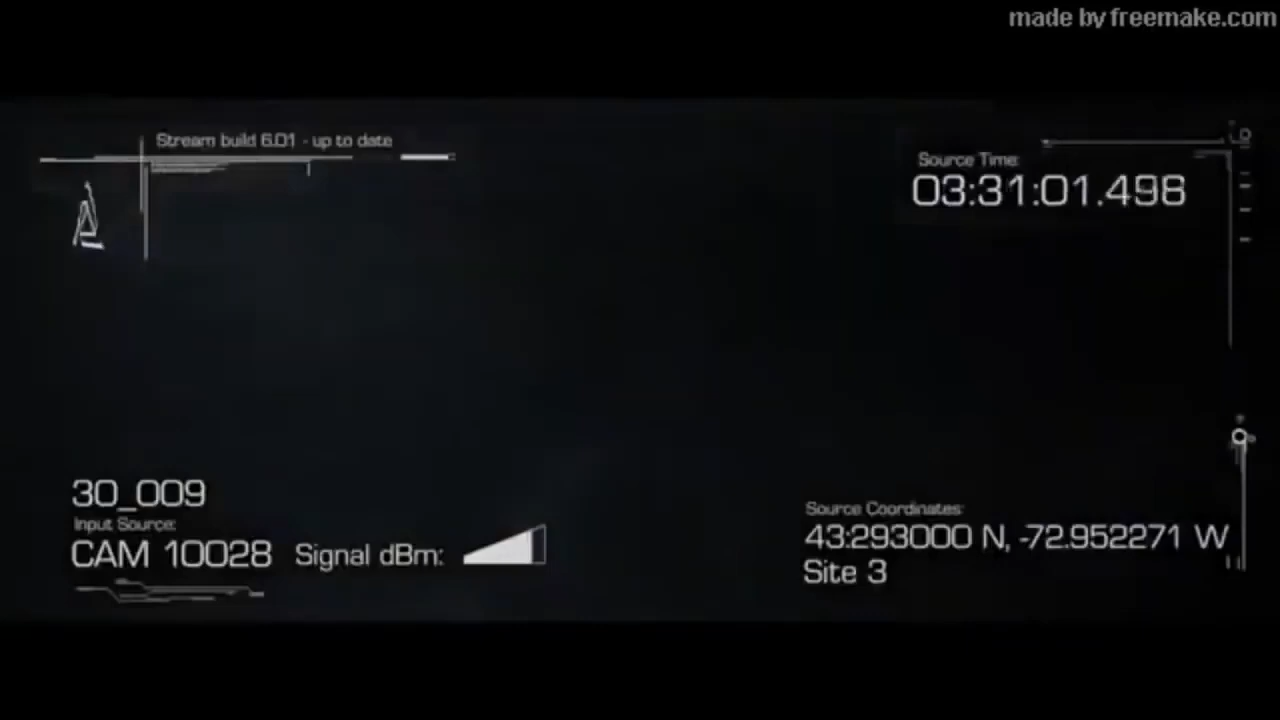 made by freemake.com
Stream build 6.01 - up to date
Source Time:
03:31:01.498
30_009
Input Source:
CAM 10028
Signal dBm:
Source Coordinates:
43:293000 N, -72.952271 W
Site 3